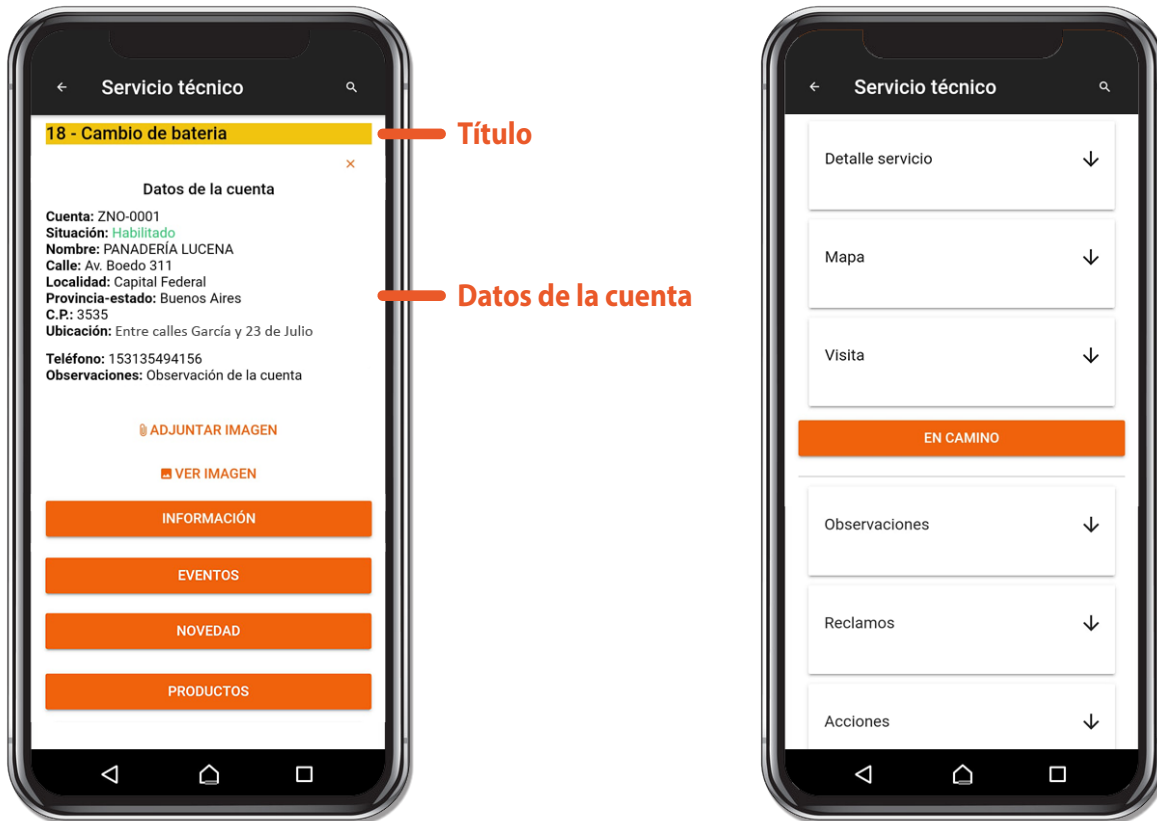 Servicio técnico
18 - Cambio de bateria
Título
Datos de la cuenta
Cuenta: ZNO-0001
Situación: Habilitado
Nombre: PANADERÍA LUCENA
Calle: Av. Boedo 311
Localidad: Capital Federal
Provincia-estado: Buenos Aires
Datos de la cuenta
C.P.: 3535
Ubicación: Entre calles García y 23 de Julio
Teléfono: 153135494156
Observaciones: Observación de la cuenta
ADJUNTAR IMAGEN
VER IMAGEN
INFORMACIÓN
EVENTOS
NOVEDAD
PRODUCTOS
Servicio técnico
Detalle servicio
Mapa
Visita
EN CAMINO
Observaciones
Reclamos
Acciones